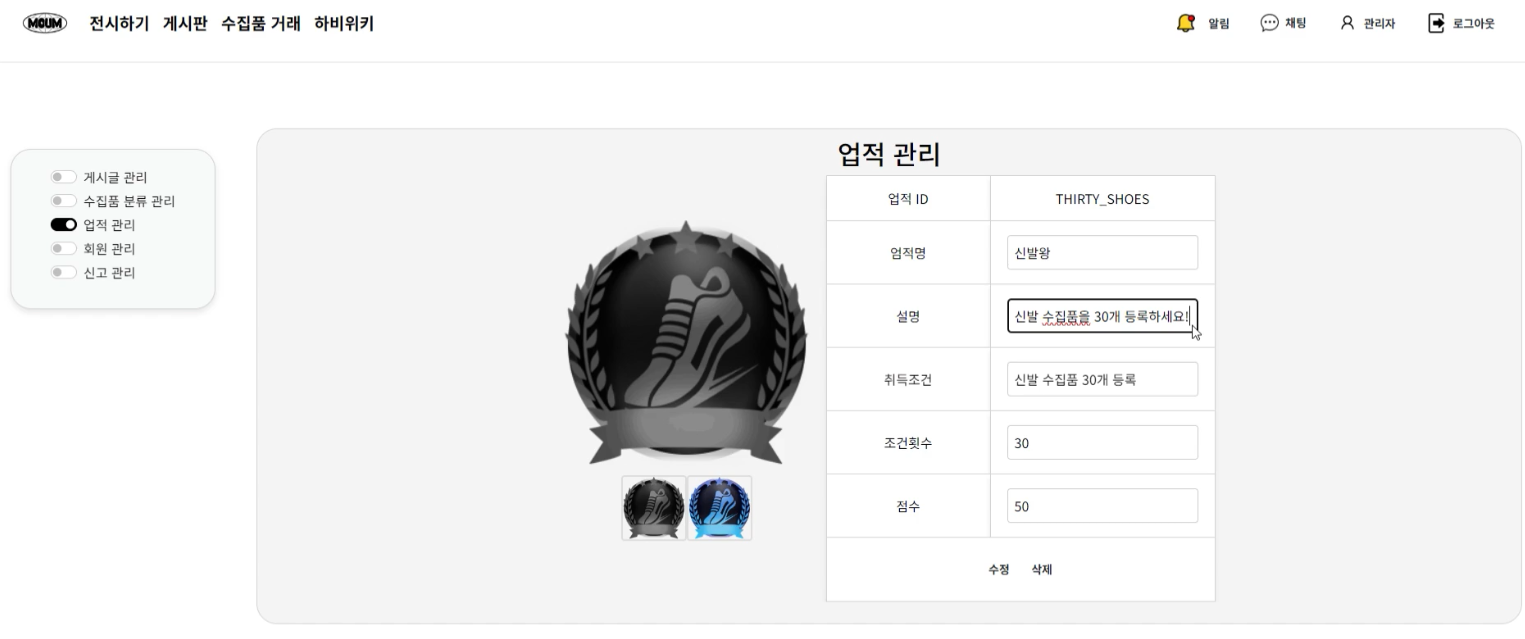 MOUM 전시하기 게시판 수집품 거래 하비위키 알림 채팅 관리자 로그아웃
게시글 관리
수집품 분류 관리
업적 관리
회원 관리
신고 관리
업적 관리
업적 ID THIRTY_SHOES
업적명 신발왕
설명 신발 수집품을 30개 등록하세요!
취득조건 신발 수집품 30개 등록
조건횟수 30
점수 50
수정 삭제